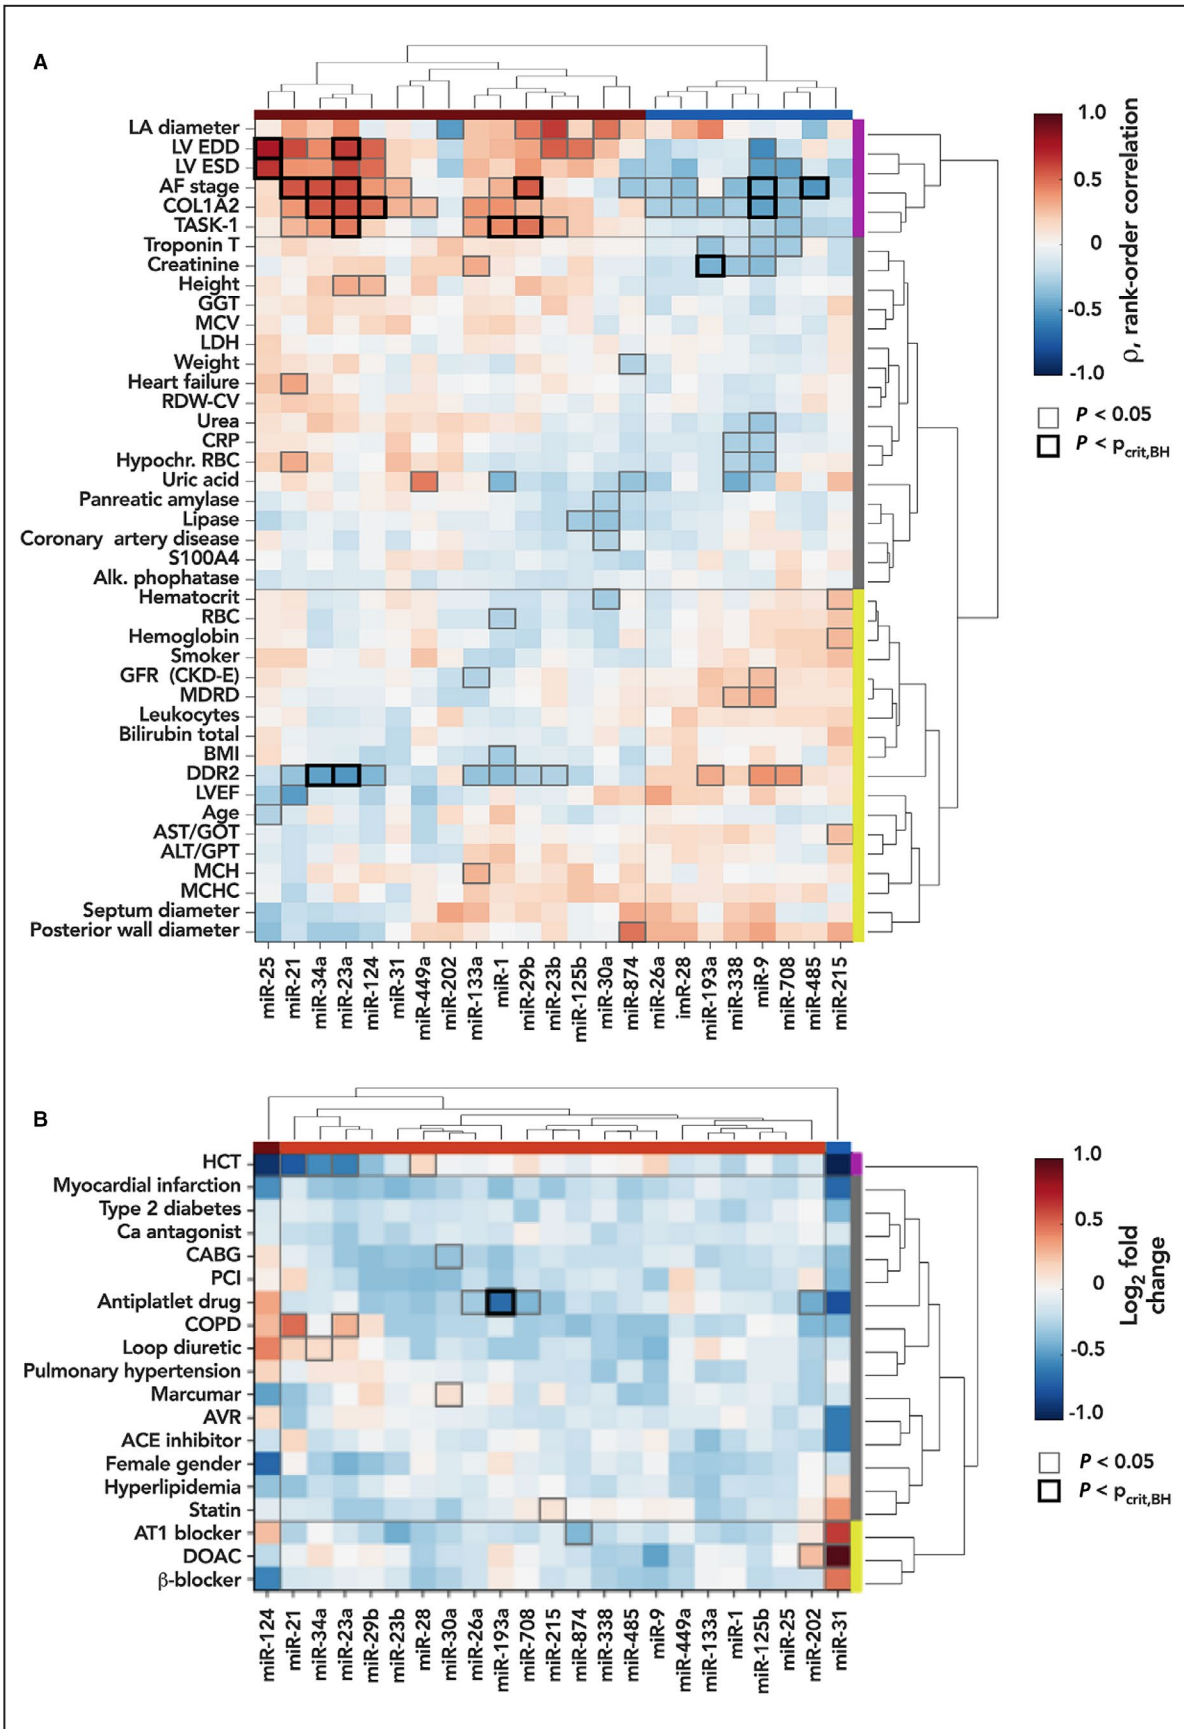 A
LA diameter
LV EDD
LV ESD
AF stage
COL1A2
TASK-1
Troponin T
Creatinine
Height
GGT
MCV
LDH
Weight
Heart failure
RDW-CV
Urea
CRP
Hypochr. RBC
Uric acid
Panreatic amylase
Lipase
Coronary artery disease
S100A4
Alk. phophatase
Hematocrit
RBC
Hemoglobin
Smoker
GFR (CKD-E)
MDRD
Leukocytes
Bilirubin total
BMI
DDR2
LVEF
Age
AST/GOT
ALT/GPT
MCH
MCHC
Septum diameter
Posterior wall diameter
miR-25
miR-21
miR-34a
miR-23a
miR-124
miR-31
miR-449a
miR-202
miR-133a
miR-1
miR-29b
miR-23b
miR-125b
miR-30a
miR-874
miR-26a
imR-28
miR-193a
miR-338
miR-9
miR-708
miR-485
miR-215
1.0
0.5
0
-0.5
-1.0
ρ, rank-order correlation
P < 0.05
P < pcrit,BH
B
HCT
Myocardial infarction
Type 2 diabetes
Ca antagonist
CABG
PCI
Antiplatlet drug
COPD
Loop diuretic
Pulmonary hypertension
Marcumar
AVR
ACE inhibitor
Female gender
Hyperlipidemia
Statin
AT1 blocker
DOAC
β-blocker
miR-124
miR-21
miR-34a
miR-23a
miR-29b
miR-23b
miR-28
miR-30a
miR-26a
miR-193a
miR-708
miR-215
miR-874
miR-338
miR-485
miR-9
miR-449a
miR-133a
miR-1
miR-125b
miR-25
miR-202
miR-31
1.0
0.5
0
-0.5
-1.0
Log2 fold
change
P < 0.05
P < pcrit,BH